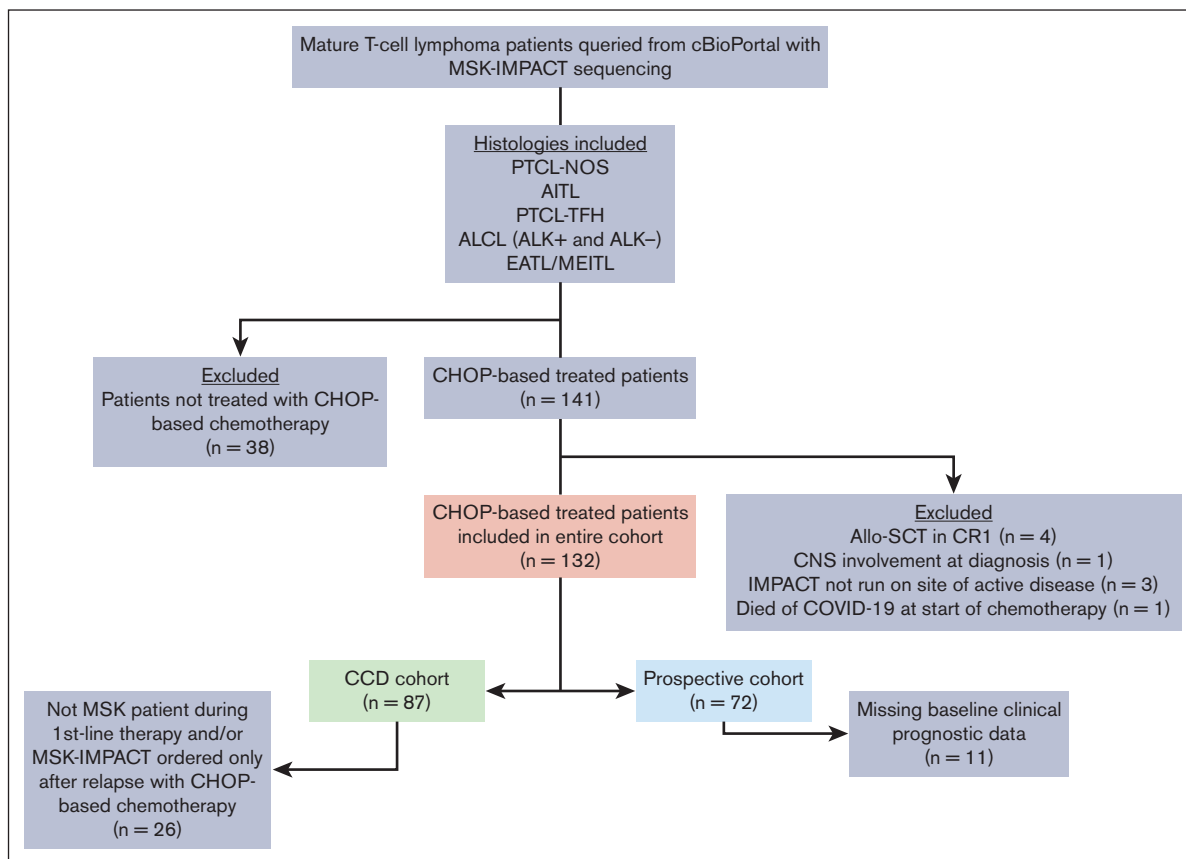 Mature T-cell lymphoma patients queried from cBioPortal with
MSK-IMPACT sequencing
Histologies included
PTCL-NOS
AITL
PTCL-TFH
ALCL (ALK+ and ALK–)
EATL/MEITL
Excluded
Patients not treated with CHOP-
based chemotherapy
(n = 38)
CHOP-based treated patients
(n = 141)
CHOP-based treated patients
included in entire cohort
(n = 132)
Excluded
Allo-SCT in CR1 (n = 4)
CNS involvement at diagnosis (n = 1)
IMPACT not run on site of active disease (n = 3)
Died of COVID-19 at start of chemotherapy (n = 1)
CCD cohort
(n = 87)
Prospective cohort
(n = 72)
Not MSK patient during
1st-line therapy and/or
MSK-IMPACT ordered only
after relapse with CHOP-
based chemotherapy
(n = 26)
Missing baseline clinical
prognostic data
(n = 11)